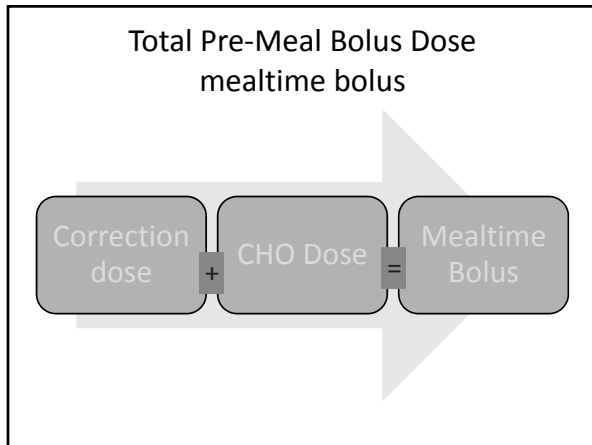 Total Pre-Meal Bolus Dose
mealtime bolus
Correction
dose
+
CHO Dose
=
Mealtime
Bolus